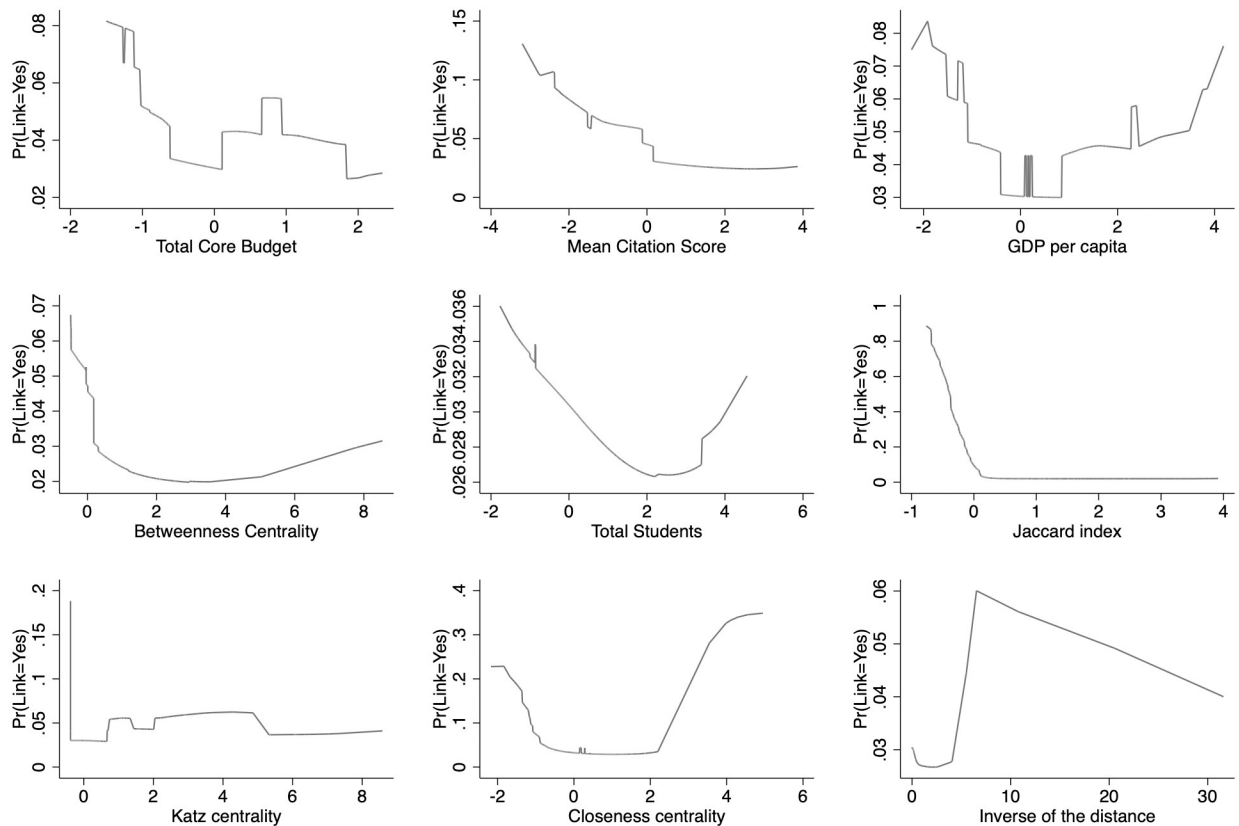 Pr(Link=Yes)
.02 .04 .06 .08
-2 -1 0 1 2
Total Core Budget
Pr(Link=Yes)
0 .05 .1 .15
-4 -2 0 2 4
Mean Citation Score
Pr(Link=Yes)
.03 .04 .05 .06 .07 .08
-2 0 2 4
GDP per capita
Pr(Link=Yes)
.02 .03 .04 .05 .06 .07
0 2 4 6 8
Betweenness Centrality
Pr(Link=Yes)
.026 .028 .03 .032 .034 .036
-2 0 2 4 6
Total Students
Pr(Link=Yes)
0 .2 .4 .6 .8 1
-1 0 1 2 3 4
Jaccard index
Pr(Link=Yes)
0 .05 .1 .15 .2
0 2 4 6 8
Katz centrality
Pr(Link=Yes)
0 .1 .2 .3 .4
-2 0 2 4 6
Closeness centrality
Pr(Link=Yes)
.03 .04 .05 .06
0 10 20 30
Inverse of the distance